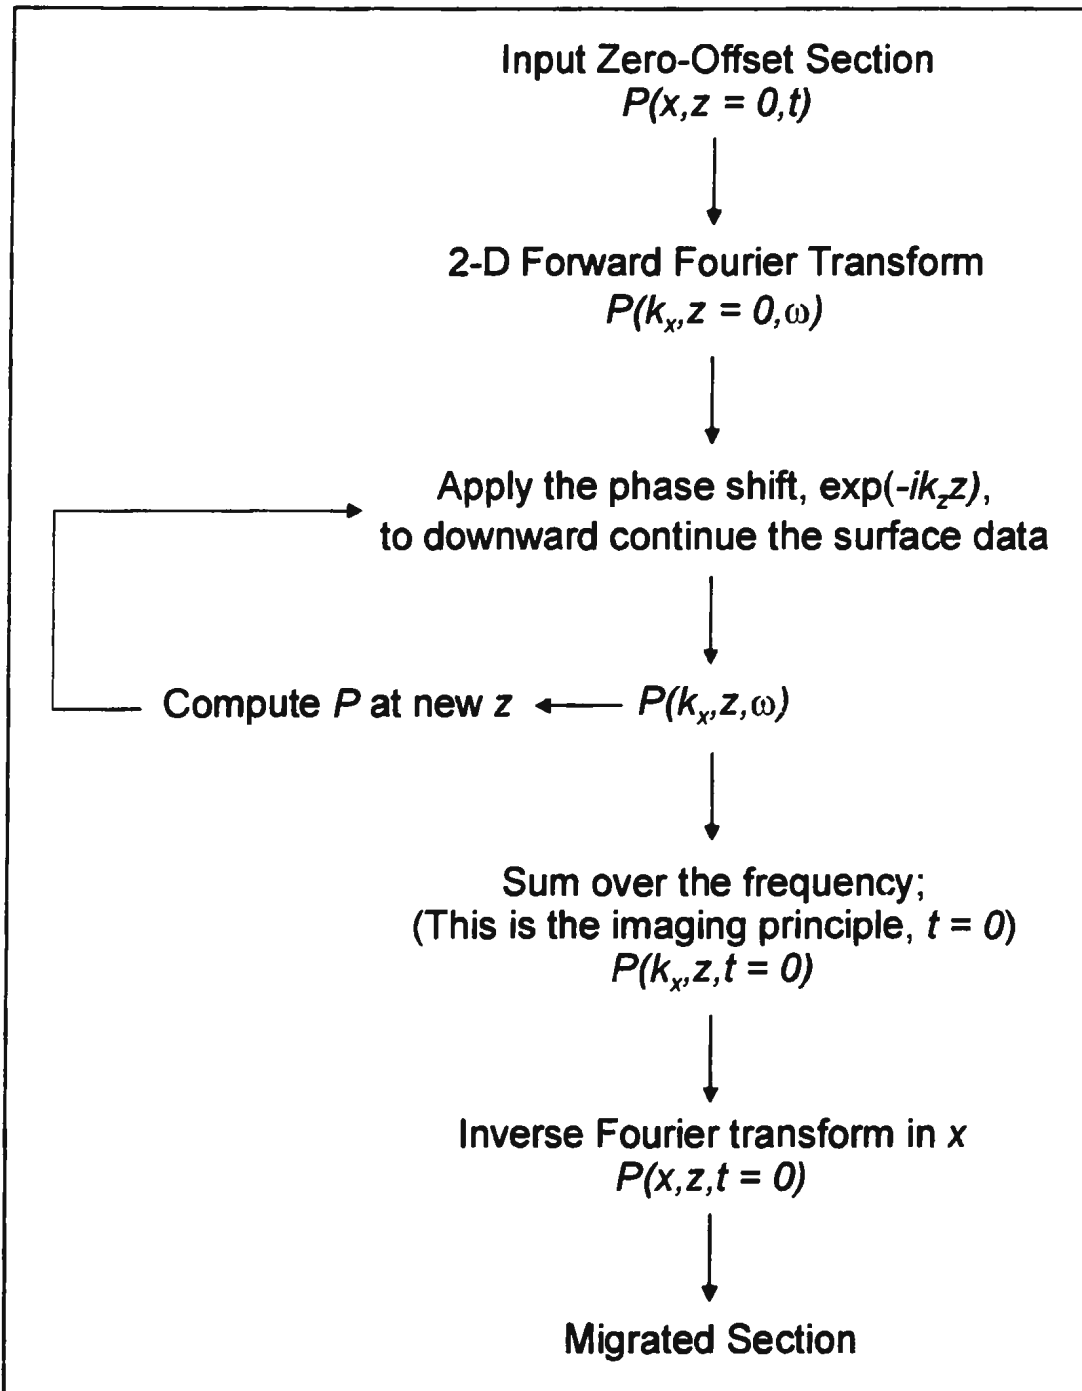 Input Zero-Offset Section
P(x,z = 0,t)
2-D Forward Fourier Transform
P(kₓ,z = 0,ω)
Apply the phase shift, exp(-ik_z z),
to downward continue the surface data
Compute P at new z
P(kₓ,z,ω)
Sum over the frequency;
(This is the imaging principle, t = 0)
P(kₓ,z,t = 0)
Inverse Fourier transform in x
P(x,z,t = 0)
Migrated Section